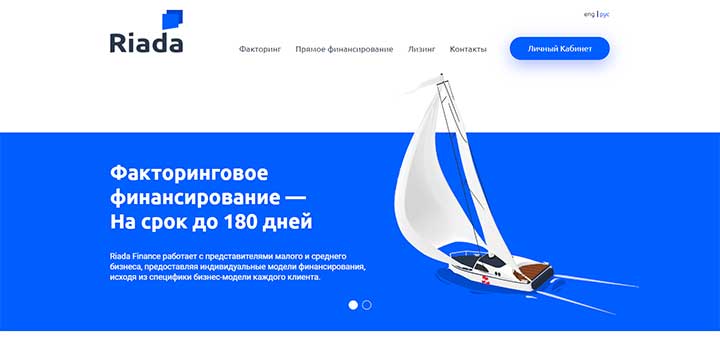 eng | рус
Riada
Факторинг Прямое финансирование Лизинг Контакты Личный Кабинет
Факторинговое
финансирование —
На срок до 180 дней
Riada Finance работает с представителями малого и среднего
бизнеса, предоставляя индивидуальные модели финансирования,
исходя из специфики бизнес-модели каждого клиента.